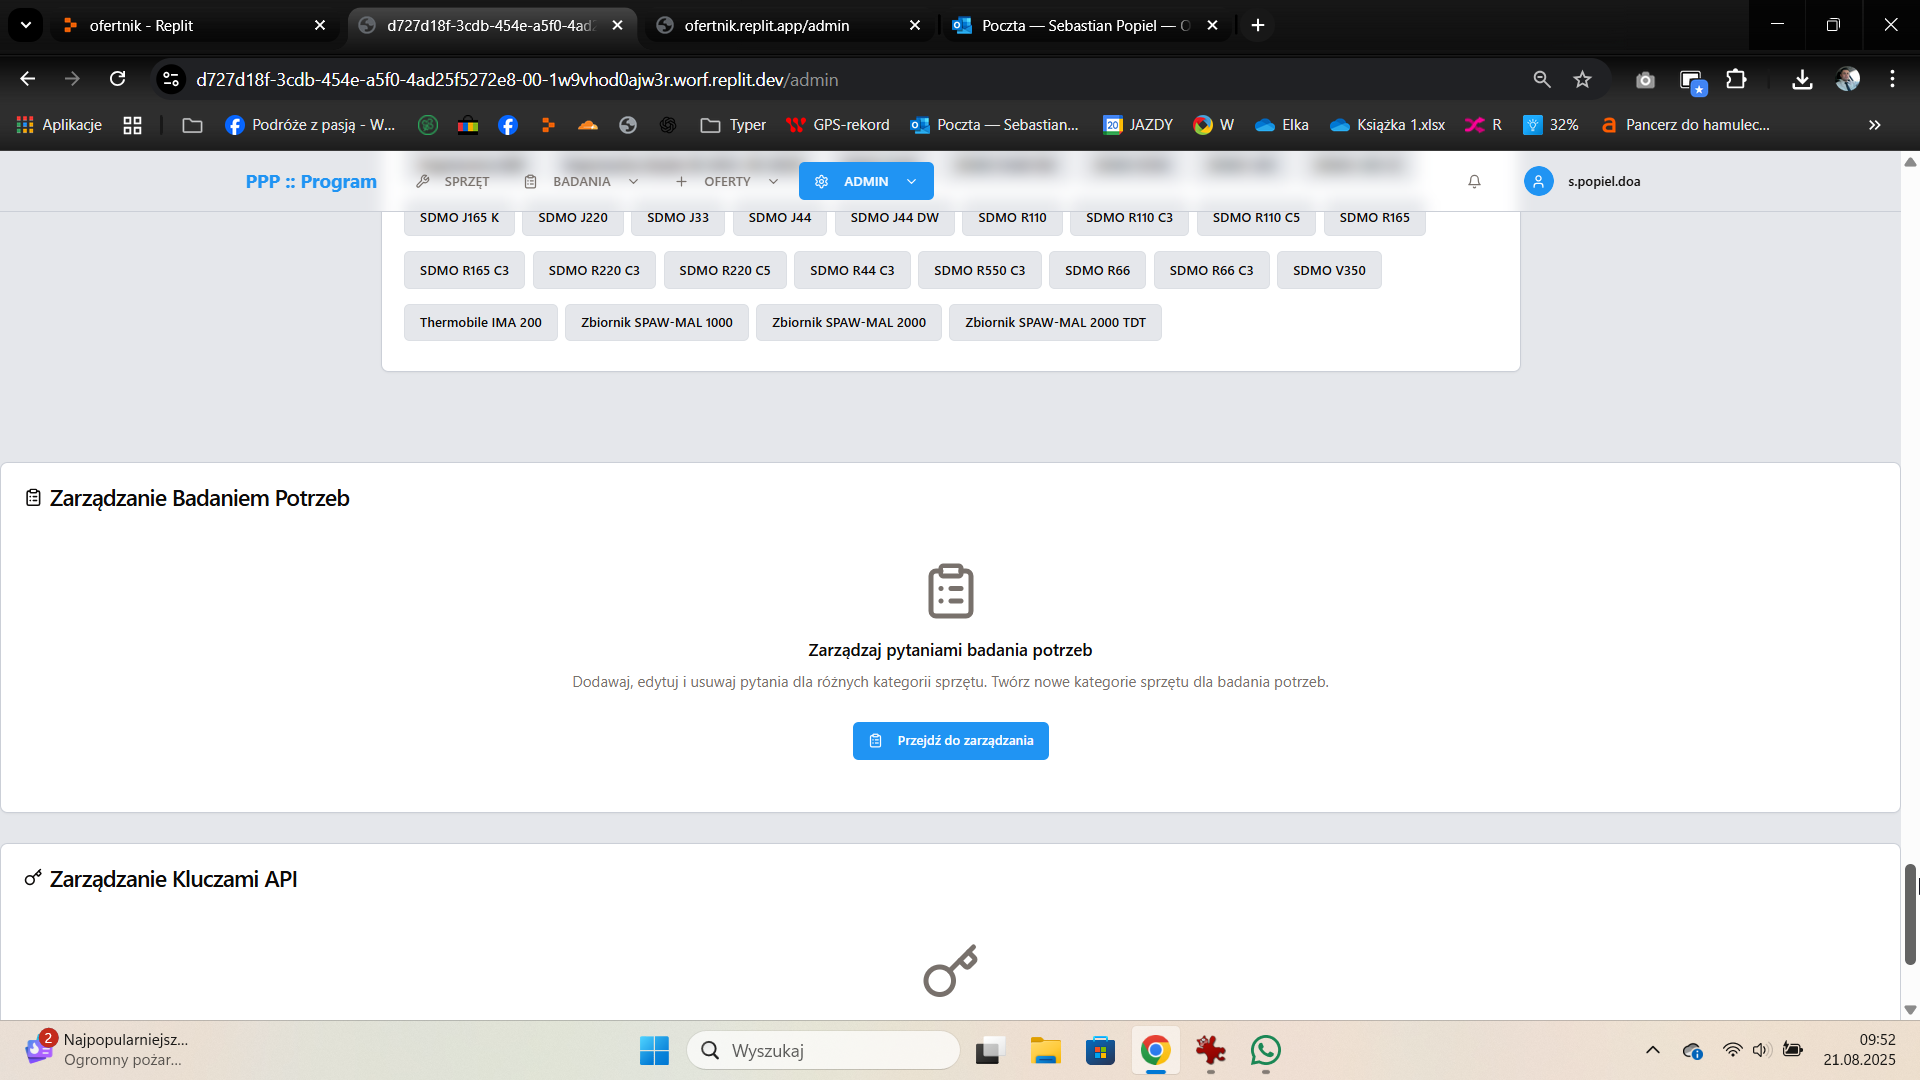 ofertnik - Replit
d727d18f-3cdb-454e-a5f0-4ad2
ofertnik.replit.app/admin
Poczta — Sebastian Popiel — O
d727d18f-3cdb-454e-a5f0-4ad25f5272e8-00-1w9vhod0ajw3r.worf.replit.dev/admin
Aplikacje
Podróże z pasją - W...
Typer
GPS-rekord
Poczta — Sebastian...
20
JAZDY
W
Elka
Książka 1.xlsx
R
32%
Pancerz do hamulec...
PPP :: Program
SPRZĘT
BADANIA
OFERTY
ADMIN
s.popiel.doa
SDMO J165 K
SDMO J220
SDMO J33
SDMO J44
SDMO J44 DW
SDMO R110
SDMO R110 C3
SDMO R110 C5
SDMO R165
SDMO R165 C3
SDMO R220 C3
SDMO R220 C5
SDMO R44 C3
SDMO R550 C3
SDMO R66
SDMO R66 C3
SDMO V350
Thermobile IMA 200
Zbiornik SPAW-MAL 1000
Zbiornik SPAW-MAL 2000
Zbiornik SPAW-MAL 2000 TDT
Zarządzanie Badaniem Potrzeb
Zarządzaj pytaniami badania potrzeb
Dodawaj, edytuj i usuwaj pytania dla różnych kategorii sprzętu. Twórz nowe kategorie sprzętu dla badania potrzeb.
Przejdź do zarządzania
Zarządzanie Kluczami API
2
Najpopularniejsz...
Ogromny pożar...
Wyszukaj
09:52
21.08.2025